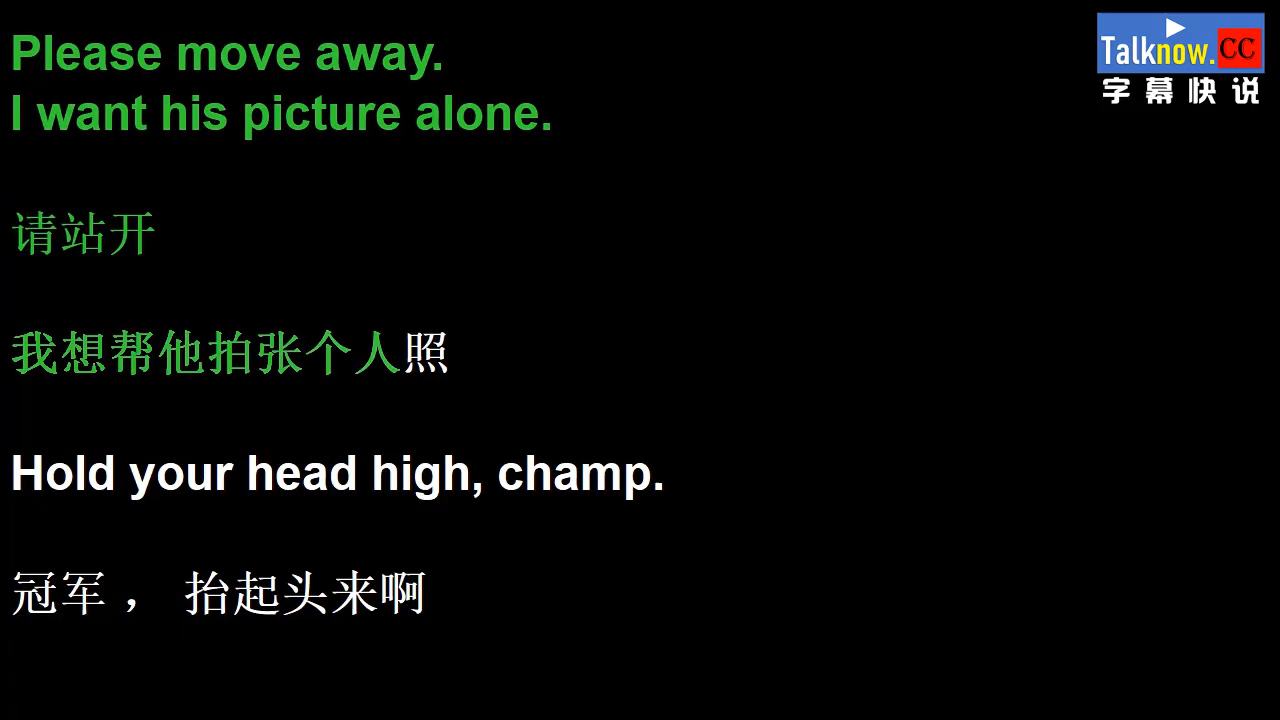 Please move away.
I want his picture alone.
请站开
我想帮他拍张个人照
Hold your head high, champ.
冠军， 抬起头来啊
Talknow.CC
字幕快说